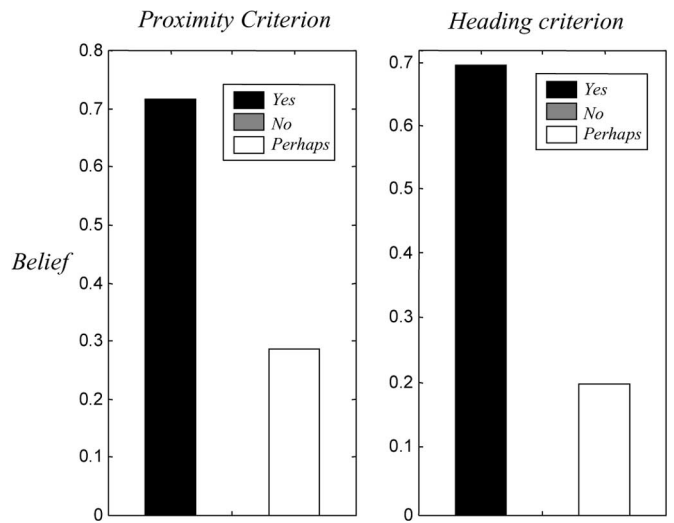 Proximity Criterion
Heading criterion
Belief
0.8
0.7
0.6
0.5
0.4
0.3
0.2
0.1
0
Yes
No
Perhaps
0.7
0.6
0.7
0.4
0.3
0.2
0.1
0
Yes
No
Perhaps